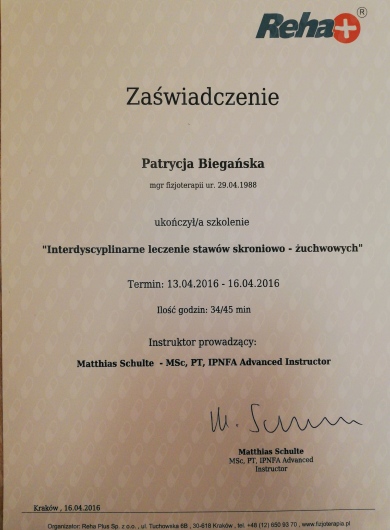 Reha+ ®
Zaświadczenie
Patrycja Biegańska
mgr fizjoterapii ur. 29.04.1988
ukończył/a szkolenie
"Interdyscyplinarne leczenie stawów skroniowo - żuchwowych"
Termin: 13.04.2016 - 16.04.2016
Ilość godzin: 34/45 min
Instruktor prowadzący:
Matthias Schulte - MSc, PT, IPNFA Advanced Instructor
Matthias Schulte
MSc, PT, IPNFA Advanced
Instructor
Kraków , 16.04.2016
Organizator: Reha Plus Sp. z o.o. , ul. Tuchowska 6B , 30-618 Kraków , tel. +48 (12) 650 93 70 , www.fizjoterapia.pl